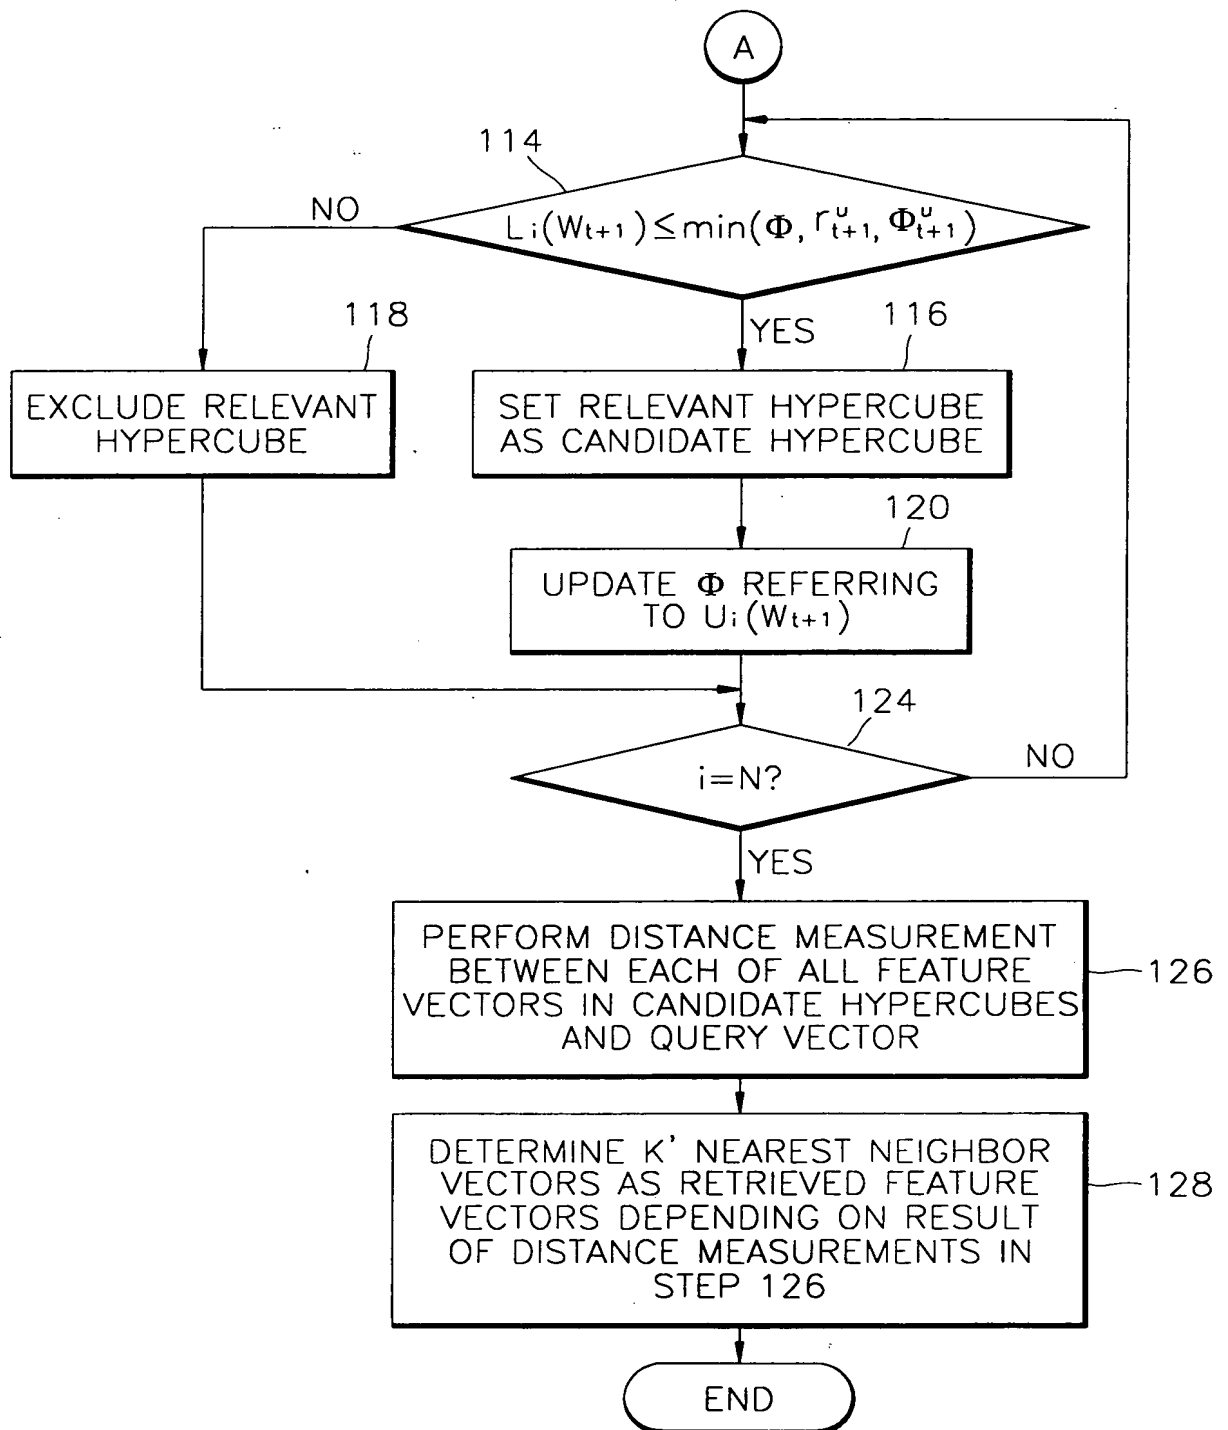 A
114
NO
Li(Wt+1)≤min(Φ, r^u_t+1, Φ^u_t+1)
118
YES
116
EXCLUDE RELEVANT
HYPERCUBE
SET RELEVANT HYPERCUBE
AS CANDIDATE HYPERCUBE
120
UPDATE Φ REFERRING
TO Ui(Wt+1)
124
i=N?
NO
YES
PERFORM DISTANCE MEASUREMENT
BETWEEN EACH OF ALL FEATURE
VECTORS IN CANDIDATE HYPERCUBES
AND QUERY VECTOR
126
DETERMINE K' NEAREST NEIGHBOR
VECTORS AS RETRIEVED FEATURE
VECTORS DEPENDING ON RESULT
OF DISTANCE MEASUREMENTS IN
STEP 126
128
END